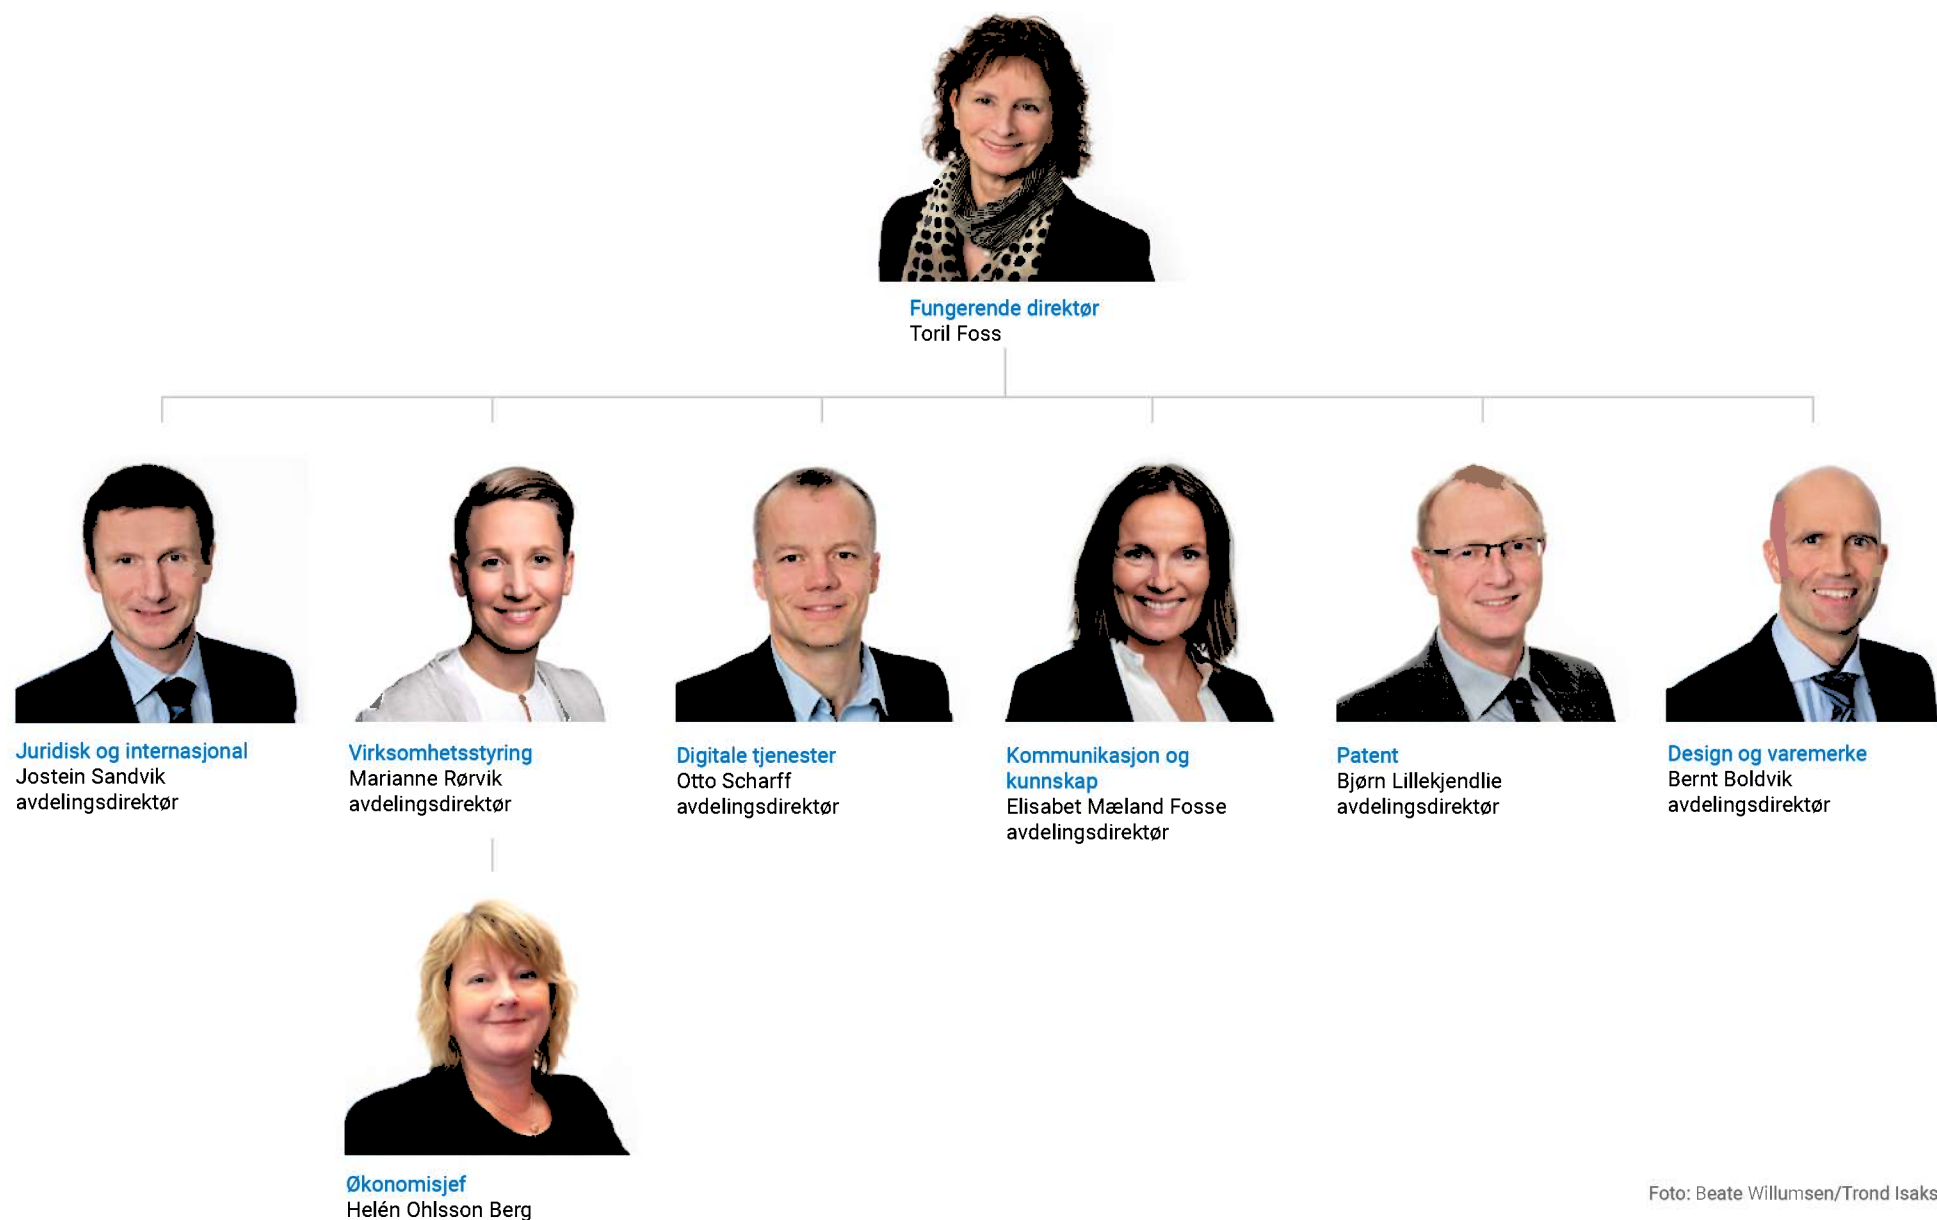 Fungerende direktør
Toril Foss
Juridisk og internasjonal
Jostein Sandvik
avdelingsdirektør
Virksomhetsstyring
Marianne Rørvik
avdelingsdirektør
Digitale tjenester
Otto Scharff
avdelingsdirektør
Kommunikasjon og
kunnskap
Elisabet Mæland Fosse
avdelingsdirektør
Patent
Bjørn Lillekjendlie
avdelingsdirektør
Design og varemerke
Bernt Boldvik
avdelingsdirektør
Økonomisjef
Helén Ohlsson Berg
Foto: Beate Willumsen/Trond Isaks